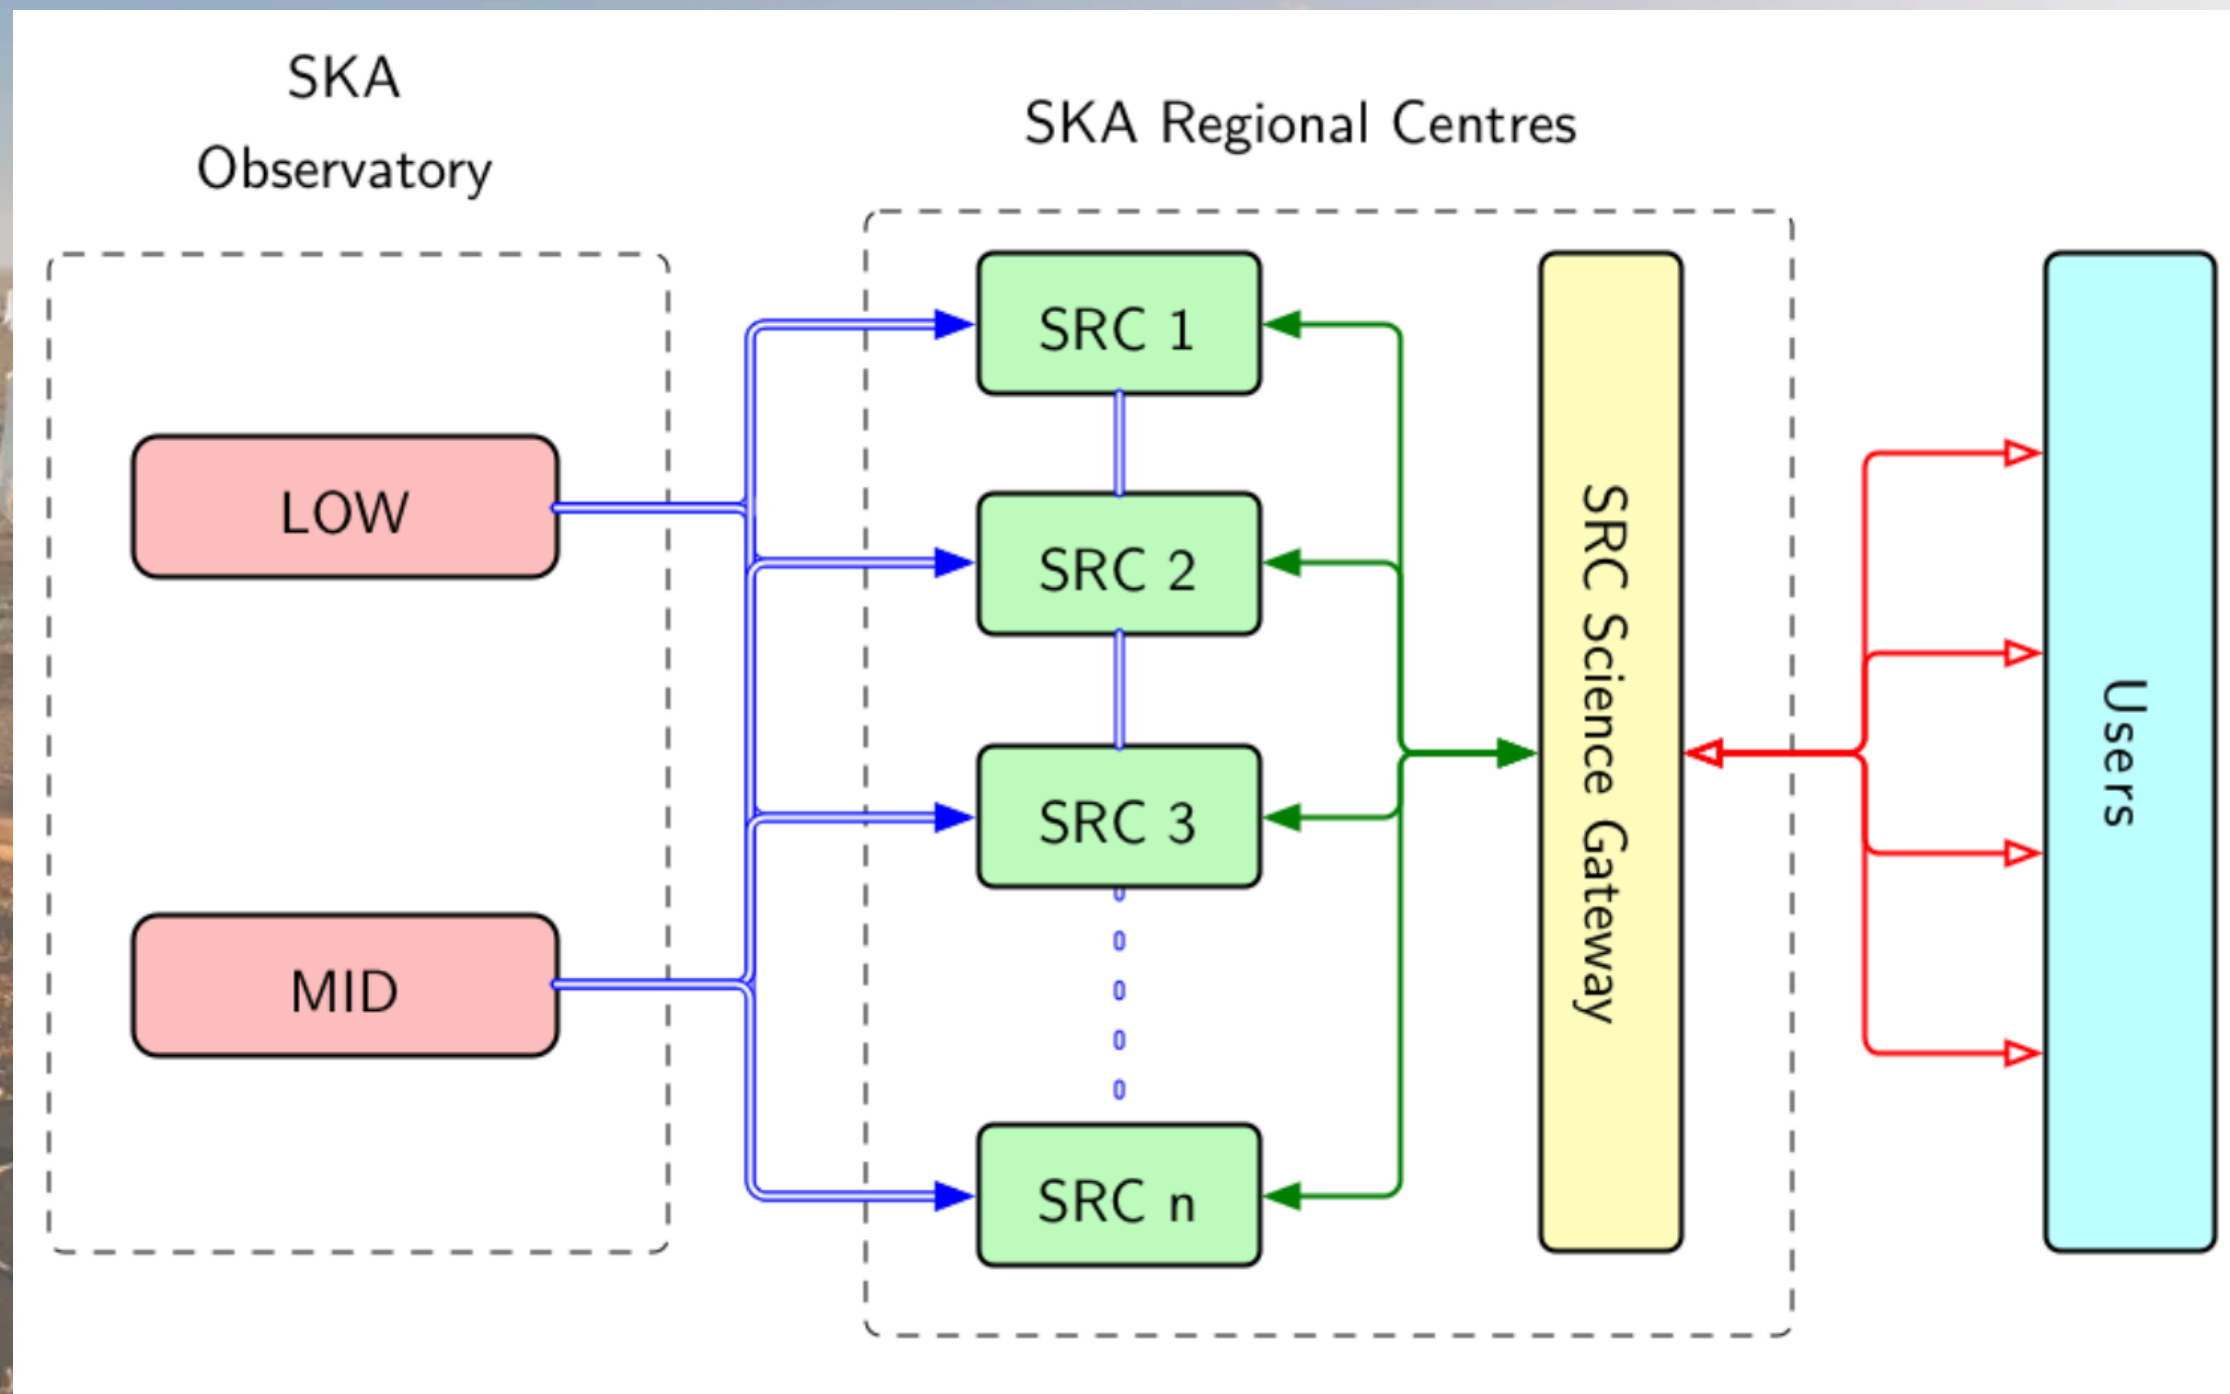 SKA
Observatory
SKA Regional Centres
LOW
MID
SRC 1
SRC 2
SRC 3
SRC n
SRC Science Gateway
Users